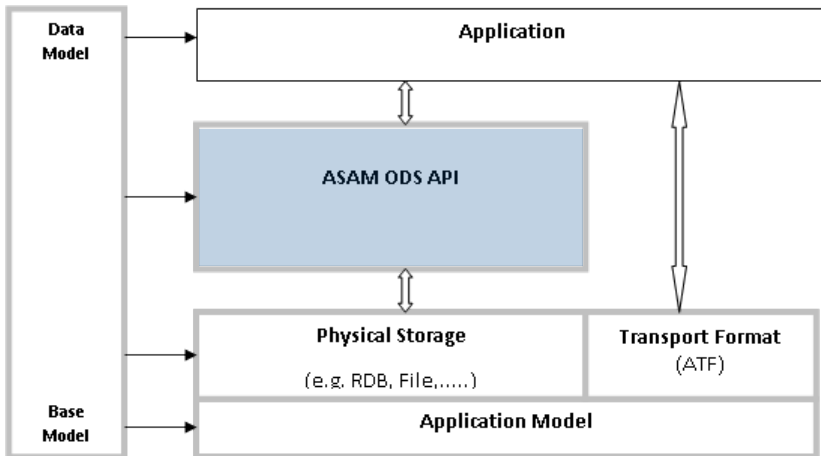 Data
Model
Application
ASAM ODS API
Physical Storage
(e.g. RDB, File,.....)
Transport Format
(ATF)
Base
Model
Application Model